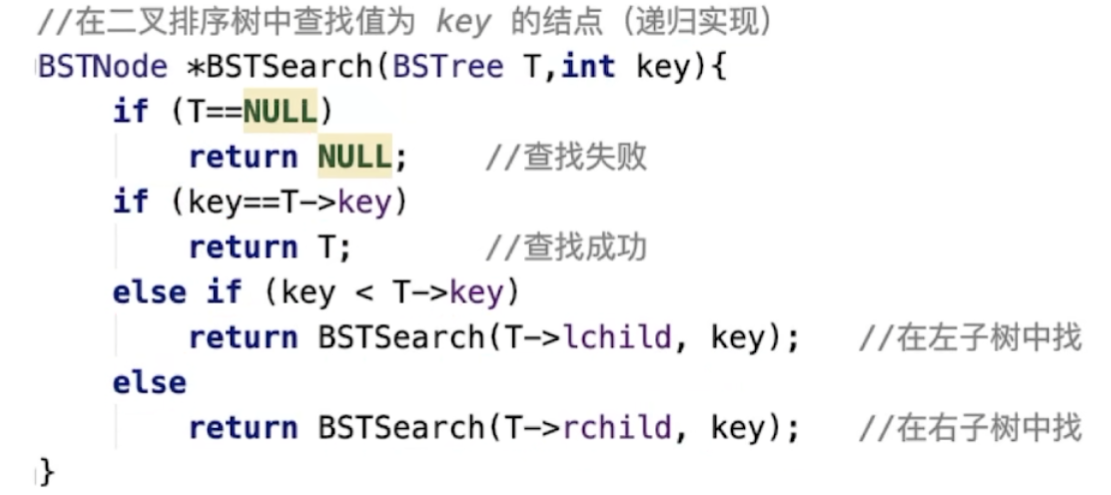 //在二叉排序树中查找值为 key 的结点（递归实现）
BSTNode *BSTSearch(BSTree T,int key){
    if (T==NULL)
        return NULL;    //查找失败
    if (key==T->key)
        return T;       //查找成功
    else if (key < T->key)
        return BSTSearch(T->lchild, key);   //在左子树中找
    else
        return BSTSearch(T->rchild, key);   //在右子树中找
}